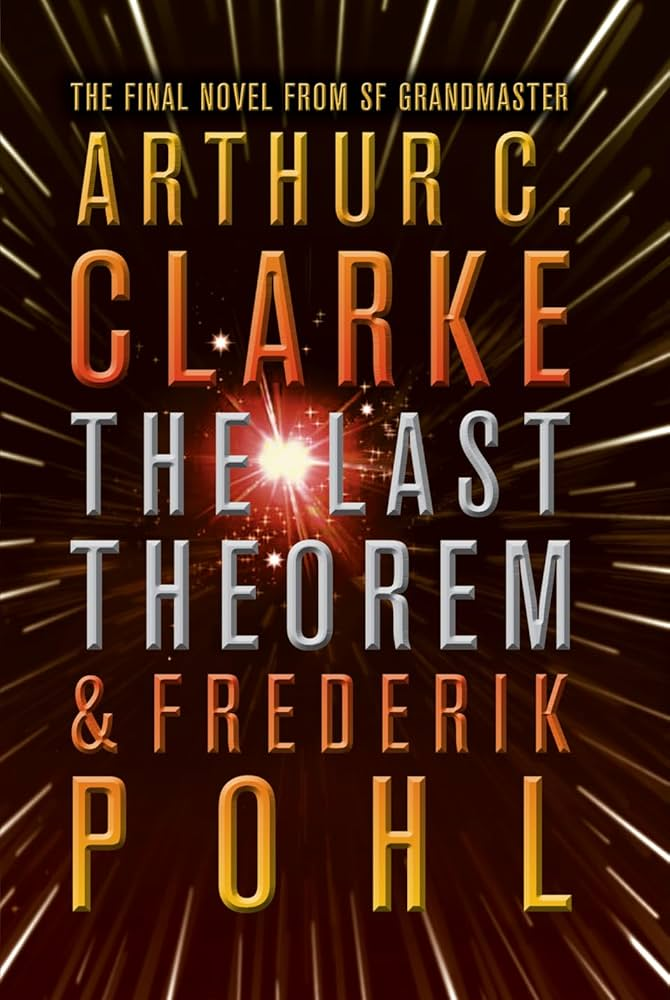 THE FINAL NOVEL FROM SF GRANDMASTER
ARTHUR C.
CLARKE
THE LAST
THEOREM
& FREDERIK
POHL